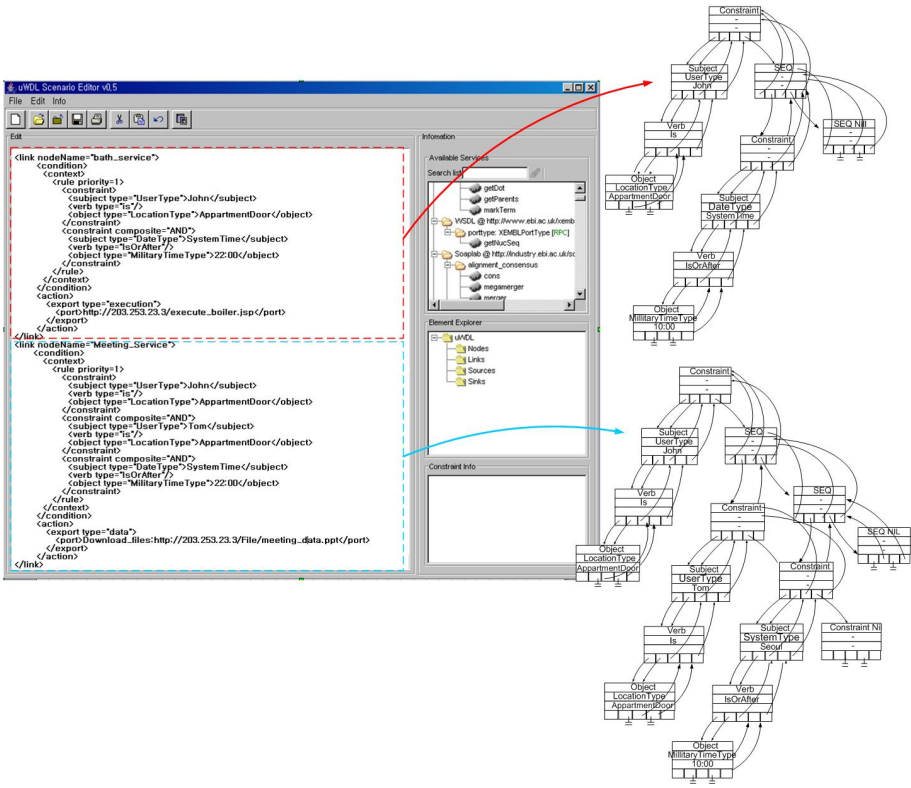 uWDL Scenario Editor v0,5
File Edit Info
Edit
<link nodeName="bath_service">
<condition>
<context>
<rule priority=1>
<constraint>
<subject type="UserType">John</subject>
<verb type="is"/>
<object type="LocationType">AppartmentDoor</object>
</constraint>
<constraint composite="AND">
<subject type="DateType">SystemTime</subject>
<verb type="IsOrAfter"/>
<object type="MilitaryTimeType">22:00</object>
</constraint>
</rule>
</context>
</condition>
<action>
<export type="execution">
<port>http://203.253.23.3/execute_boiler.jsp</port>
</export>
</action>
</link>
<link nodeName="Meeting_Service">
<condition>
<context>
<rule priority=1>
<constraint>
<subject type="UserType">John</subject>
<verb type="is"/>
<object type="LocationType">AppartmentDoor</object>
</constraint>
<constraint composite="AND">
<subject type="UserType">Tom</subject>
<verb type="is"/>
<object type="LocationType">AppartmentDoor</object>
</constraint>
<constraint composite="AND">
<subject type="DateType">SystemTime</subject>
<verb type="IsOrAfter"/>
<object type="MilitaryTimeType">22:00</object>
</constraint>
</rule>
</context>
</condition>
<action>
<export type="data">
<port>Download_files:http://203.253.23.3/File/meeting_data.ppt</port>
</export>
</action>
</link>
Infomation
Available Services
Search list
getDot
getParents
markTerm
WSDL @ http://www.ebi.ac.uk/xemb
porttype: XEMBLPortType [RPC]
getNucSeq
Soaplab @ http://industry.ebi.ac.uk/sc
alignment_consensus
cons
megamerger
merger
Element Explorer
uWDL
Nodes
Links
Sources
Sinks
Constraint Info
Constraint
-
-
Subject
UserType
John
SEQ
-
-
Verb
Is
SEQ Nill
-
-
Constraint
-
-
Object
LocationType
AppartmentDoor
Subject
DateType
SystemTime
Verb
IsOrAfter
Object
MillitaryTimeType
10:00
Constraint
-
-
Subject
UserType
John
SEQ
-
-
Verb
Is
SEQ
-
-
Constraint
-
-
SEQ NIL
-
-
Object
LocationType
AppartmentDoor
Subject
UserType
Tom
Constraint
-
-
Verb
Is
Subject
SystemType
Seoul
Constraint Ni
-
-
Object
LocationType
AppartmentDoor
Verb
IsOrAfter
Object
MillitaryTimeType
10:00